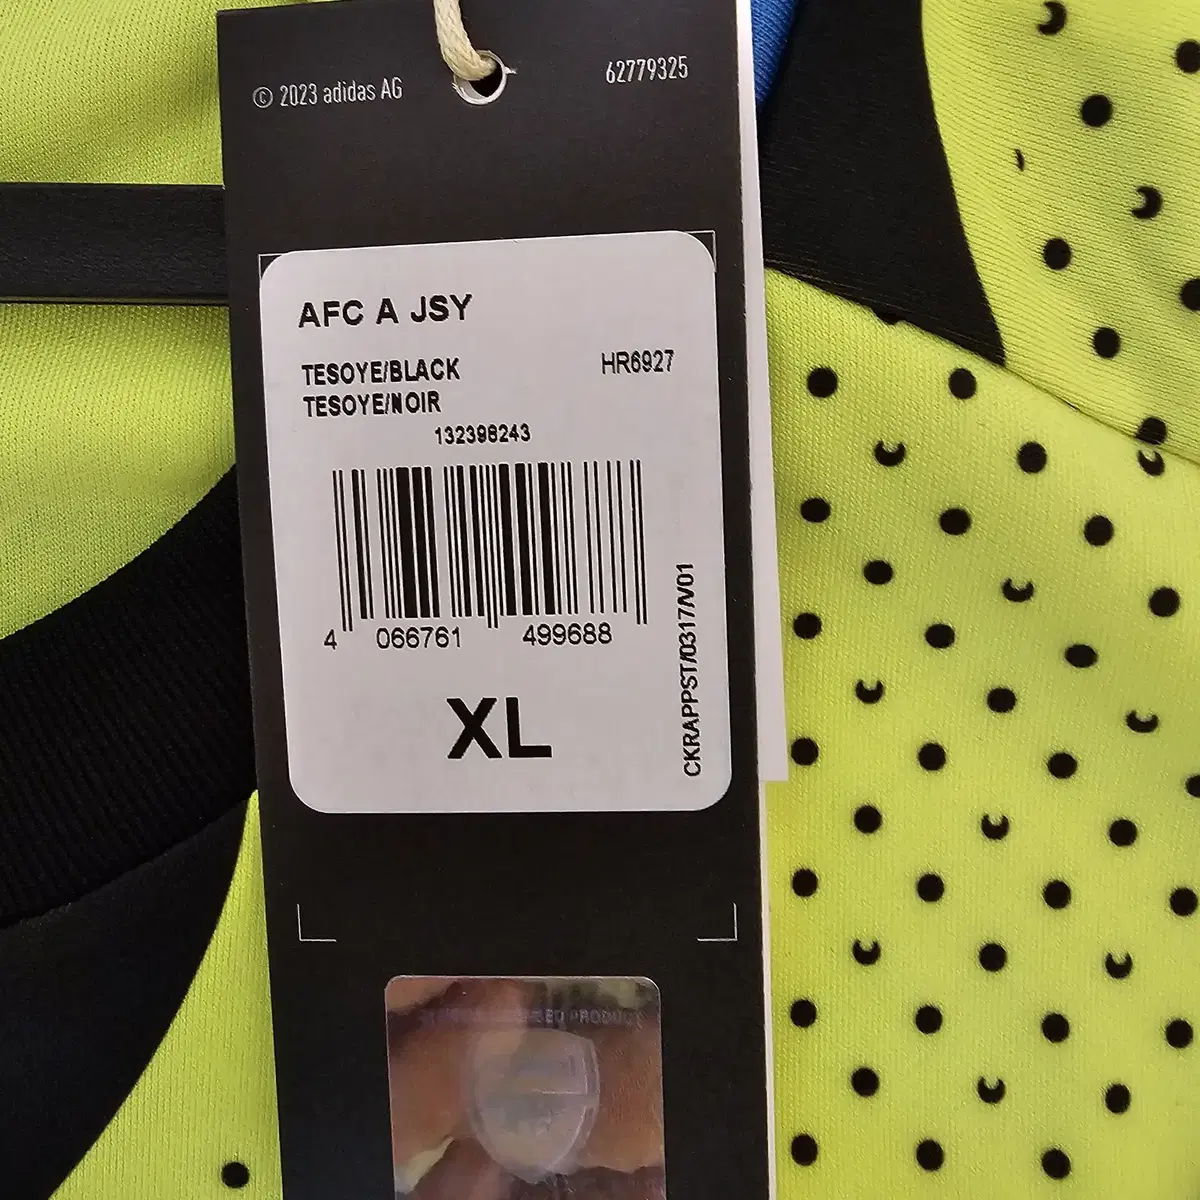 © 2023 adidas AG
62779325
AFC A JSY
TESOYE/BLACK
HR6927
TESOYE/NOIR
132398243
4 066761 499688
XL
CKRAPPST/0317/V01
PRODUCT